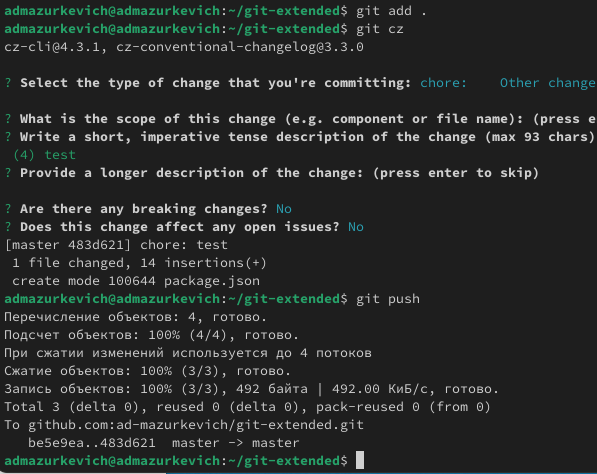 admazurkevich@admazurkevich:~/git-extended$ git add .
admazurkevich@admazurkevich:~/git-extended$ git cz
cz-cli@4.3.1, cz-conventional-changelog@3.3.0
? Select the type of change that you're committing: chore:    Other change
? What is the scope of this change (e.g. component or file name): (press e
? Write a short, imperative tense description of the change (max 93 chars)
(4) test
? Provide a longer description of the change: (press enter to skip)
? Are there any breaking changes? No
? Does this change affect any open issues? No
[master 483d621] chore: test
1 file changed, 14 insertions(+)
create mode 100644 package.json
admazurkevich@admazurkevich:~/git-extended$ git push
Перечисление объектов: 4, готово.
Подсчет объектов: 100% (4/4), готово.
При сжатии изменений используется до 4 потоков
Сжатие объектов: 100% (3/3), готово.
Запись объектов: 100% (3/3), 492 байта | 492.00 КиБ/с, готово.
Total 3 (delta 0), reused 0 (delta 0), pack-reused 0 (from 0)
To github.com:ad-mazurkevich/git-extended.git
be5e9ea..483d621  master -> master
admazurkevich@admazurkevich:~/git-extended$